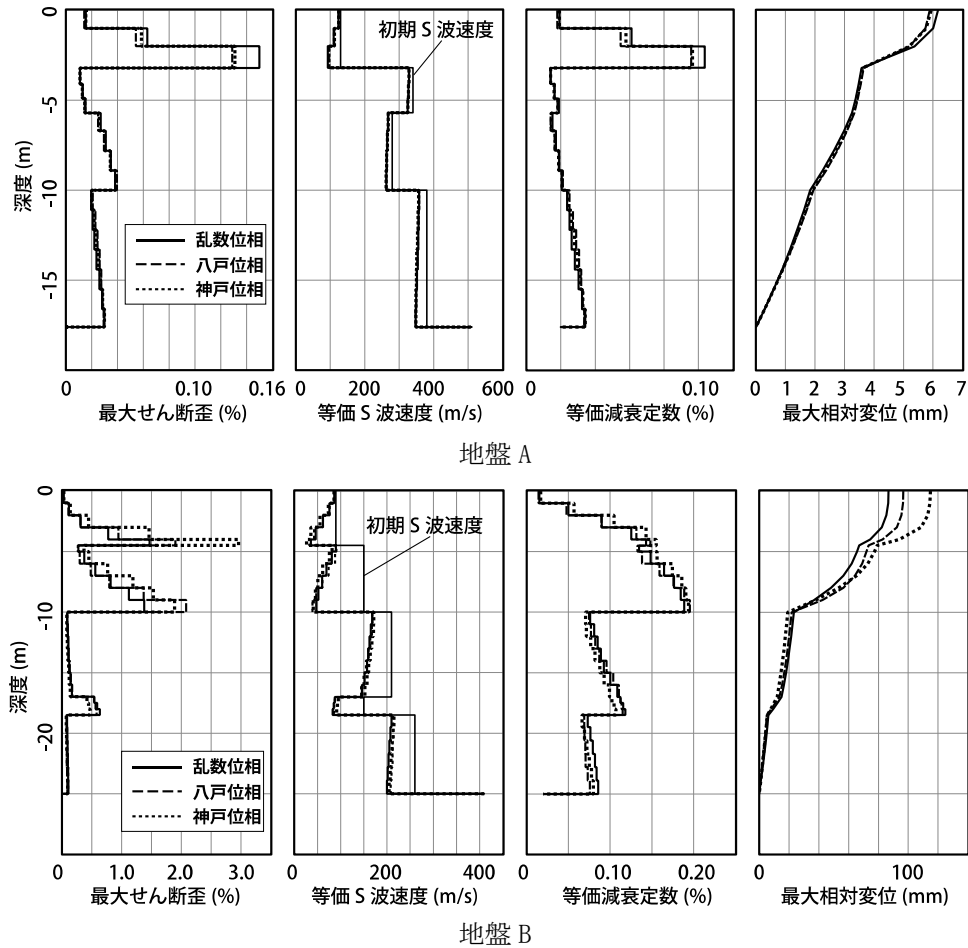 深度 (m)
0
-5
-10
-15
初期 S 波速度
乱数位相
八戸位相
神戸位相
0 0.10 0.16
0 200 400 600
0 0.10
0 1 2 3 4 5 6 7
最大せん断歪 (%)
等価 S 波速度 (m/s)
等価減衰定数 (%)
最大相対変位 (mm)
地盤 A
深度 (m)
0
-10
-20
初期 S 波速度
乱数位相
八戸位相
神戸位相
0 1.0 2.0 3.0
0 200 400
0 0.10 0.20
0 100
最大せん断歪 (%)
等価 S 波速度 (m/s)
等価減衰定数 (%)
最大相対変位 (mm)
地盤 B